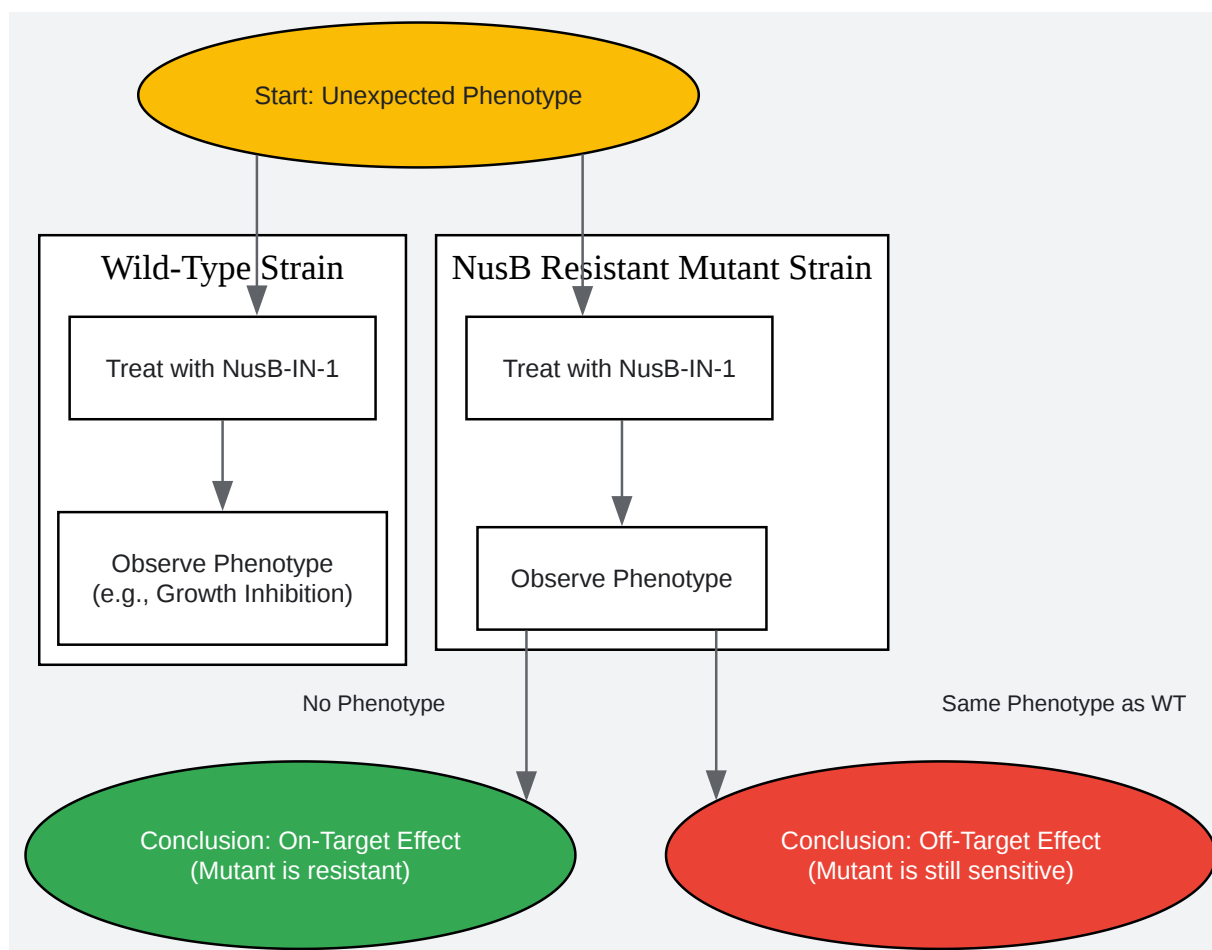 Start: Unexpected Phenotype
Wild-Type Strain
Treat with NusB-IN-1
Observe Phenotype
(e.g., Growth Inhibition)
NusB Resistant Mutant Strain
Treat with NusB-IN-1
Observe Phenotype
No Phenotype
Same Phenotype as WT
Conclusion: On-Target Effect
(Mutant is resistant)
Conclusion: Off-Target Effect
(Mutant is still sensitive)